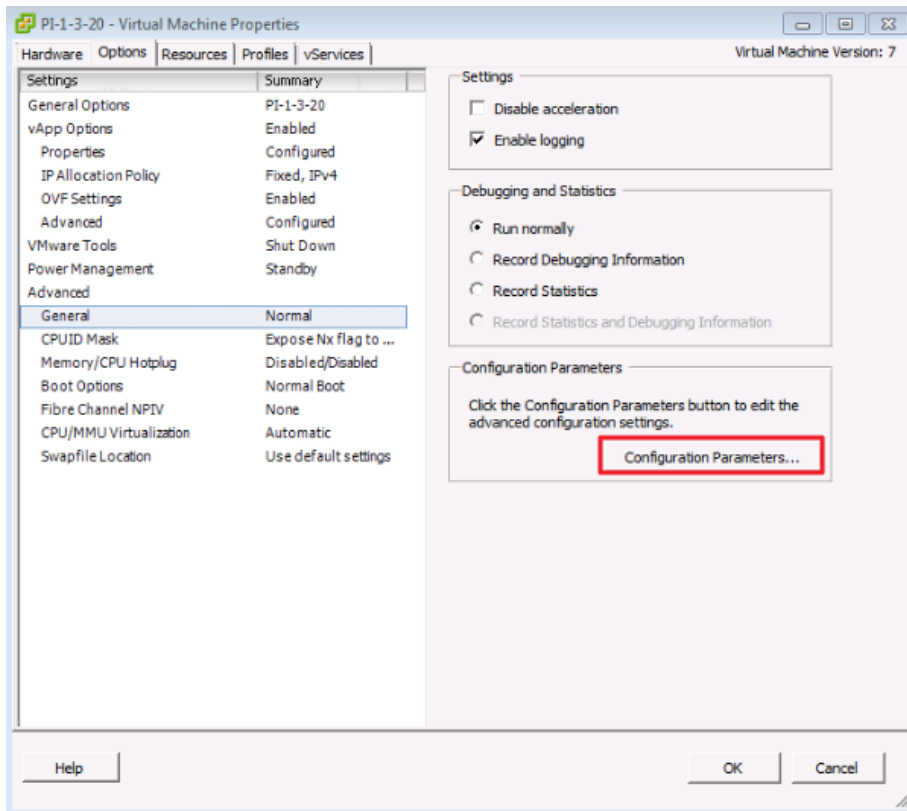 PI-1-3-20 - Virtual Machine Properties
Hardware Options Resources Profiles vServices Virtual Machine Version: 7
Settings Summary
General Options PI-1-3-20
vApp Options Enabled
Properties Configured
IP Allocation Policy Fixed, IPv4
OVF Settings Enabled
Advanced Configured
VMware Tools Shut Down
Power Management Standby
Advanced
General Normal
CPUID Mask Expose Nx flag to ...
Memory/CPU Hotplug Disabled/Disabled
Boot Options Normal Boot
Fibre Channel NPIV None
CPU/MMU Virtualization Automatic
Swapfile Location Use default settings
Settings
Disable acceleration
Enable logging
Debugging and Statistics
Run normally
Record Debugging Information
Record Statistics
Record Statistics and Debugging Information
Configuration Parameters
Click the Configuration Parameters button to edit the
advanced configuration settings.
Configuration Parameters...
Help OK Cancel